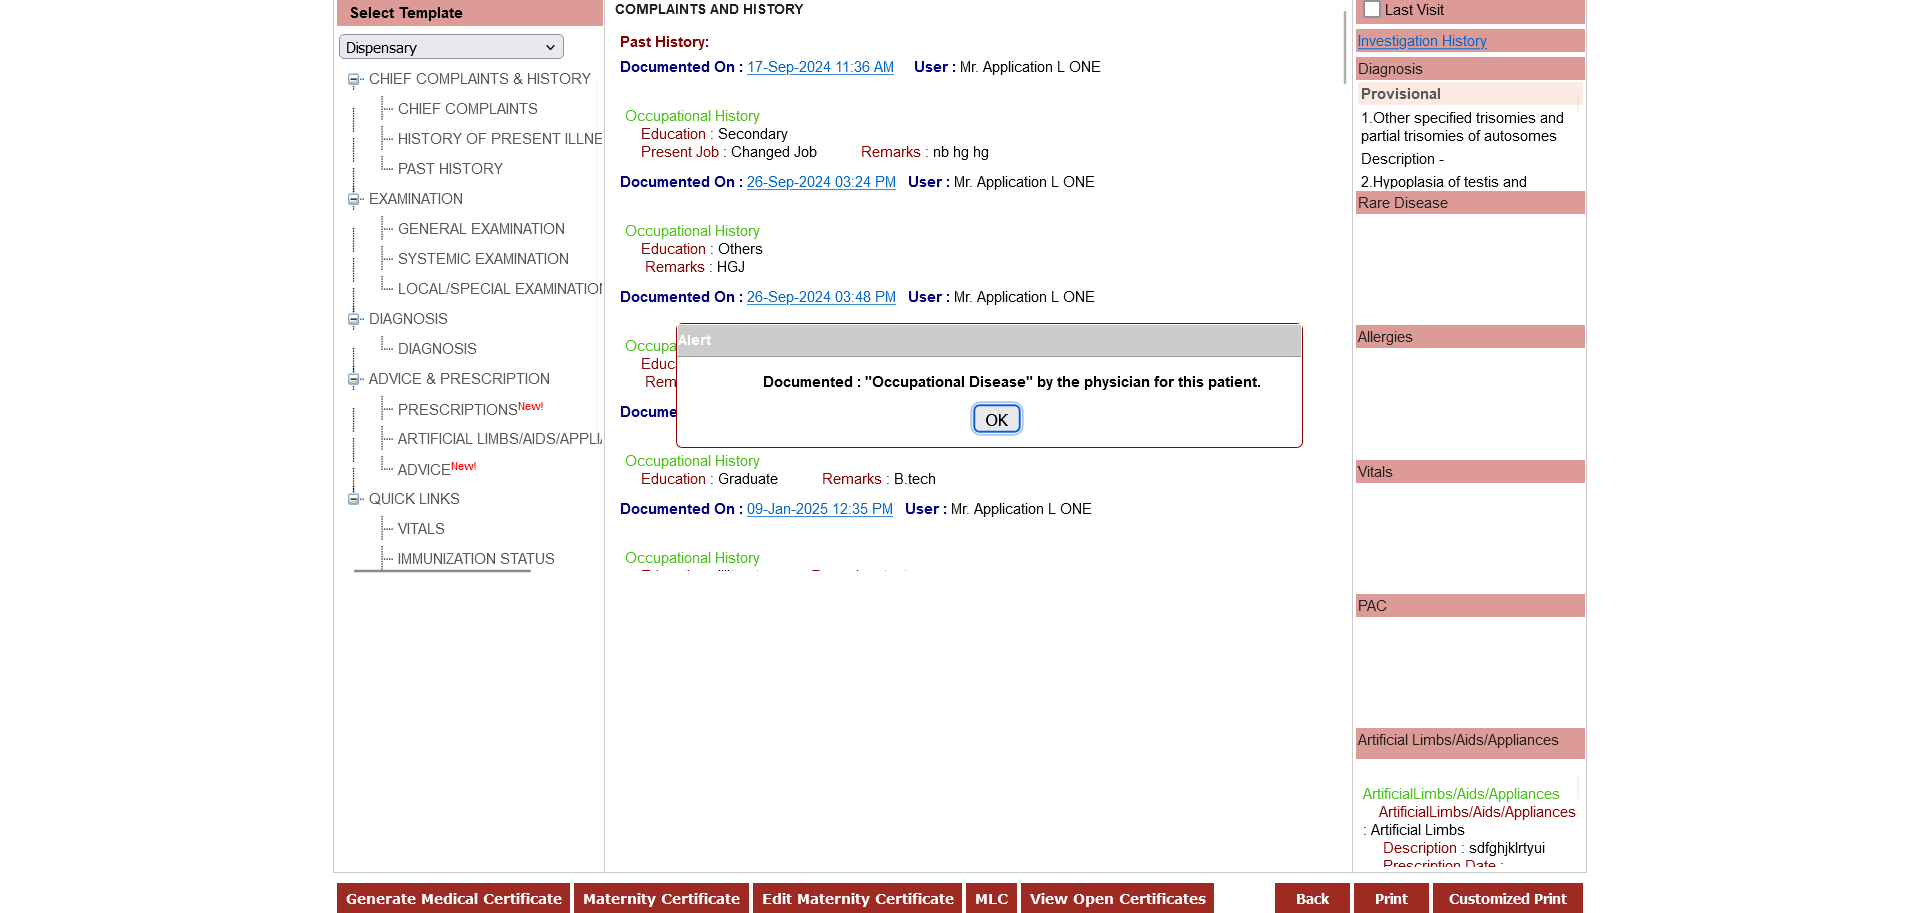 Select Template
Dispensary
CHIEF COMPLAINTS & HISTORY
CHIEF COMPLAINTS
HISTORY OF PRESENT ILLNE
PAST HISTORY
EXAMINATION
GENERAL EXAMINATION
SYSTEMIC EXAMINATION
LOCAL/SPECIAL EXAMINATION
DIAGNOSIS
DIAGNOSIS
ADVICE & PRESCRIPTION
PRESCRIPTIONS New!
ARTIFICIAL LIMBS/AIDS/APPLI
ADVICE New!
QUICK LINKS
VITALS
IMMUNIZATION STATUS
COMPLAINTS AND HISTORY
Past History:
Documented On : 17-Sep-2024 11:36 AM User : Mr. Application L ONE
Occupational History
Education : Secondary
Present Job : Changed Job Remarks : nb hg hg
Documented On : 26-Sep-2024 03:24 PM User : Mr. Application L ONE
Occupational History
Education : Others
Remarks : HGJ
Documented On : 26-Sep-2024 03:48 PM User : Mr. Application L ONE
Occupa
Educ
Rem
Docume
Alert
Documented : "Occupational Disease" by the physician for this patient.
OK
Occupational History
Education : Graduate Remarks : B.tech
Documented On : 09-Jan-2025 12:35 PM User : Mr. Application L ONE
Occupational History
Last Visit
Investigation History
Diagnosis
Provisional
1.Other specified trisomies and
partial trisomies of autosomes
Description -
2.Hypoplasia of testis and
Rare Disease
Allergies
Vitals
PAC
Artificial Limbs/Aids/Appliances
ArtificialLimbs/Aids/Appliances
ArtificialLimbs/Aids/Appliances
: Artificial Limbs
Description : sdfghjklrtyui
Prescription Date :
Generate Medical Certificate
Maternity Certificate
Edit Maternity Certificate
MLC
View Open Certificates
Back
Print
Customized Print